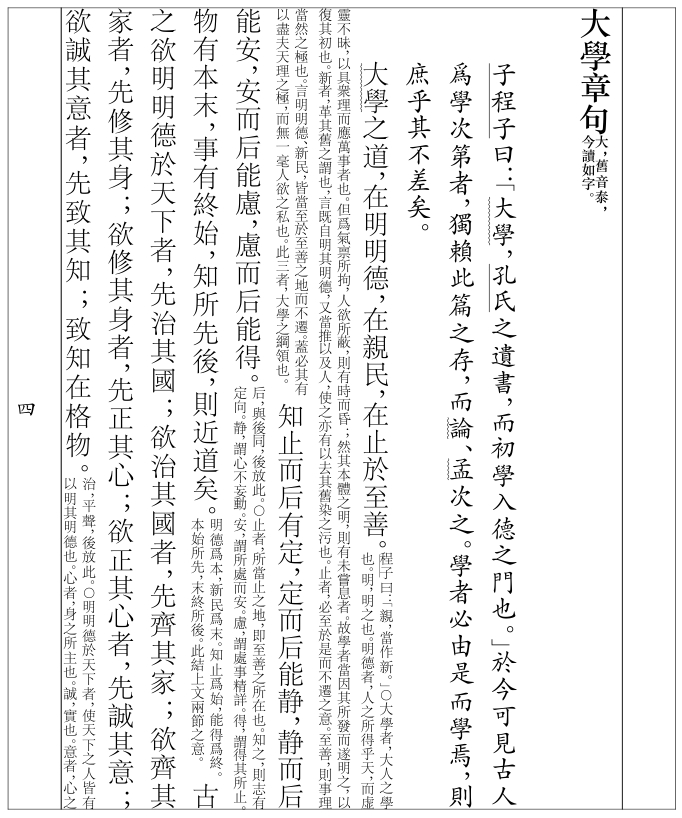 大學章句大，舊音泰，
今讀如字。
子程子曰：「大學，孔氏之遺書，而初學入德之門也。」於今可見古人
爲學次第者，獨賴此篇之存，而論、孟次之。學者必由是而學焉，則
庶乎其不差矣。
大學之道，在明明德，在親民，在止於至善。程子曰：「親，當作新。」○大學者，大人之學
也。明，明之也。明德者，人之所得乎天，而虛
靈不昧，以具衆理而應萬事者也。但爲氣禀所拘，人欲所蔽，則有時而昏；然其本體之明，則有未嘗息者。故學者當因其所發而遂明之，以
復其初也。新者，革其舊之謂也，言既自明其明德，又當推以及人，使之亦有以去其舊染之污也。止者，必至於是而不遷之意。至善，則事理
當然之極也。言明明德、新民，皆當至於至善之地而不遷。蓋必其有
以盡夫天理之極，而無一毫人欲之私也。此三者，大學之綱領也。
知止而后有定，定而后能静，静而后
能安，安而后能慮，慮而后能得。后，與後同，後放此。○止者，所當止之地，即至善之所在也。知之，則志有
定向。静，謂心不妄動。安，謂所處而安。慮，謂處事精詳。得，謂得其所止。
物有本末，事有終始，知所先後，則近道矣。明德爲本，新民爲末。知止爲始，能得爲終。
本始所先，末終所後。此結上文兩節之意。
古
之欲明明德於天下者，先治其國；欲治其國者，先齊其家；欲齊其
家者，先修其身；欲修其身者，先正其心；欲正其心者，先誠其意；
欲誠其意者，先致其知；致知在格物。治，平聲，後放此。○明明德於天下者，使天下之人皆有
以明其明德也。心者，身之所主也。誠，實也。意者，心之
四